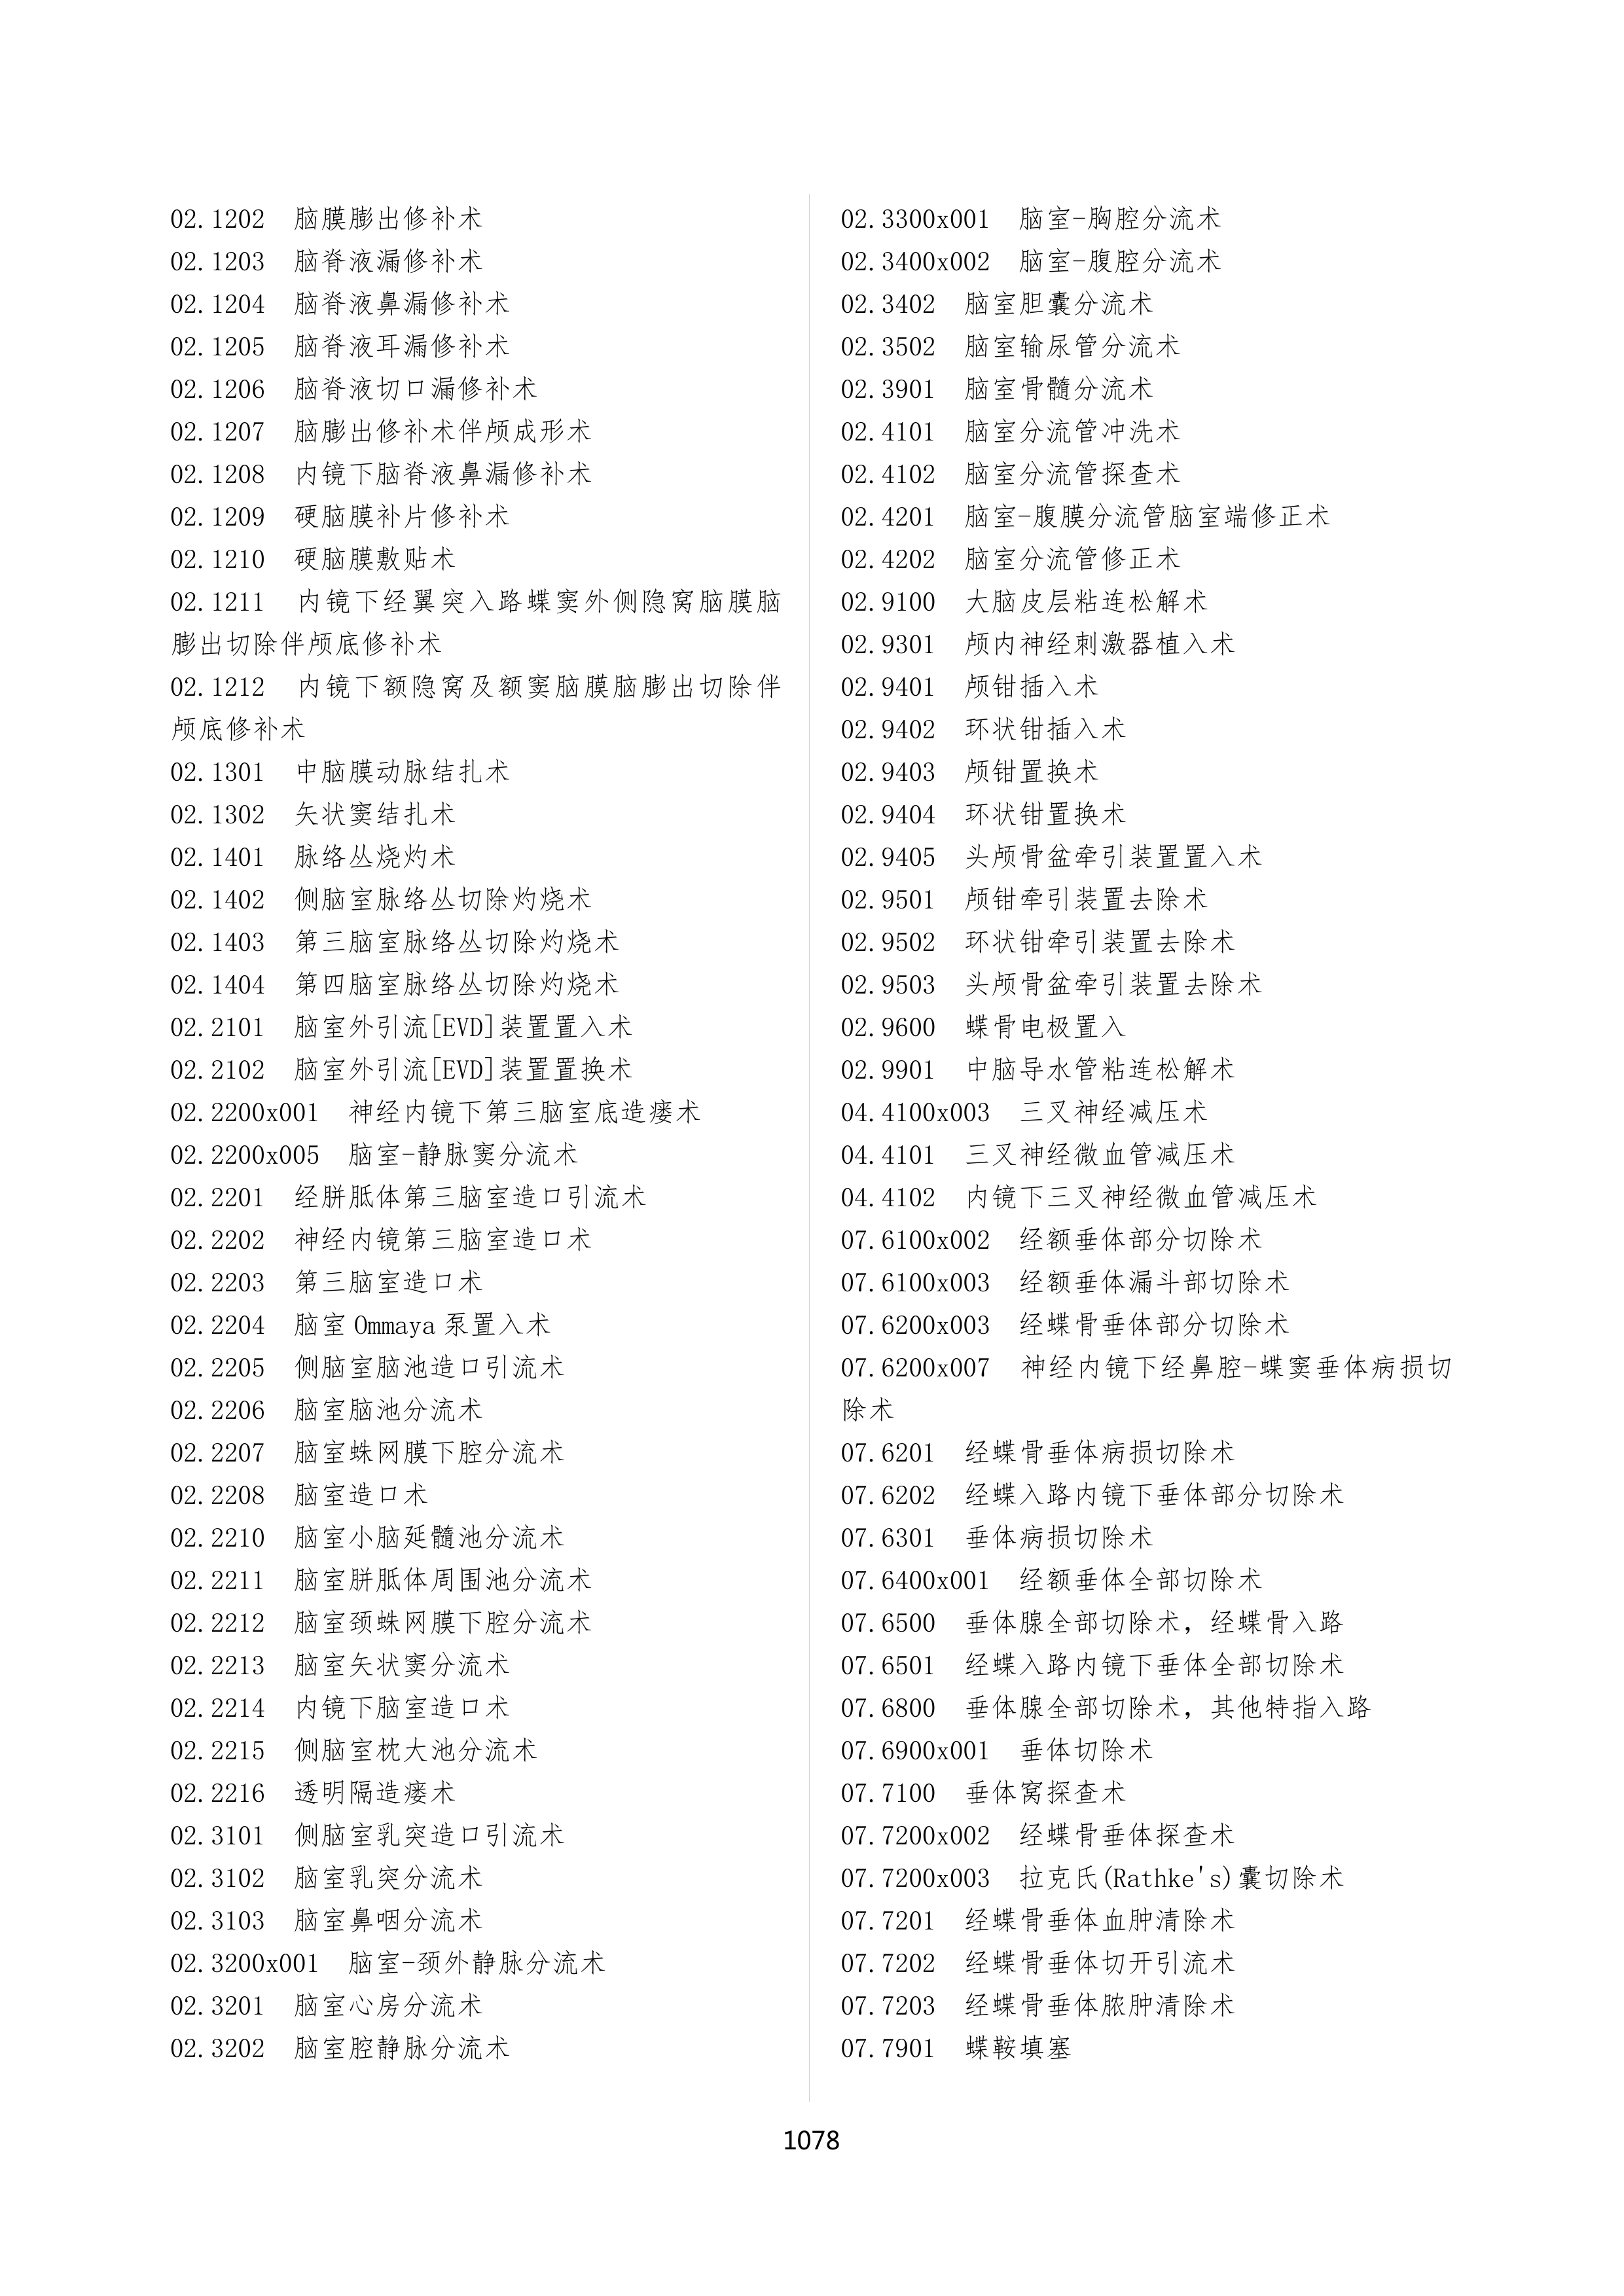 02.1202 脑膜膨出修补术
02.1203 脑脊液漏修补术
02.1204 脑脊液鼻漏修补术
02.1205 脑脊液耳漏修补术
02.1206 脑脊液切口漏修补术
02.1207 脑膨出修补术伴颅成形术
02.1208 内镜下脑脊液鼻漏修补术
02.1209 硬脑膜补片修补术
02.1210 硬脑膜敷贴术
02.1211 内镜下经翼突入路蝶窦外侧隐窝脑膜脑
膨出切除伴颅底修补术
02.1212 内镜下额隐窝及额窦脑膜脑膨出切除伴
颅底修补术
02.1301 中脑膜动脉结扎术
02.1302 矢状窦结扎术
02.1401 脉络丛烧灼术
02.1402 侧脑室脉络丛切除灼烧术
02.1403 第三脑室脉络丛切除灼烧术
02.1404 第四脑室脉络丛切除灼烧术
02.2101 脑室外引流[EVD]装置置入术
02.2102 脑室外引流[EVD]装置置换术
02.2200x001 神经内镜下第三脑室底造瘘术
02.2200x005 脑室-静脉窦分流术
02.2201 经胼胝体第三脑室造口引流术
02.2202 神经内镜第三脑室造口术
02.2203 第三脑室造口术
02.2204 脑室 Ommaya 泵置入术
02.2205 侧脑室脑池造口引流术
02.2206 脑室脑池分流术
02.2207 脑室蛛网膜下腔分流术
02.2208 脑室造口术
02.2210 脑室小脑延髓池分流术
02.2211 脑室胼胝体周围池分流术
02.2212 脑室颈蛛网膜下腔分流术
02.2213 脑室矢状窦分流术
02.2214 内镜下脑室造口术
02.2215 侧脑室枕大池分流术
02.2216 透明隔造瘘术
02.3101 侧脑室乳突造口引流术
02.3102 脑室乳突分流术
02.3103 脑室鼻咽分流术
02.3200x001 脑室-颈外静脉分流术
02.3201 脑室心房分流术
02.3202 脑室腔静脉分流术
02.3300x001 脑室-胸腔分流术
02.3400x002 脑室-腹腔分流术
02.3402 脑室胆囊分流术
02.3502 脑室输尿管分流术
02.3901 脑室骨髓分流术
02.4101 脑室分流管冲洗术
02.4102 脑室分流管探查术
02.4201 脑室-腹膜分流管脑室端修正术
02.4202 脑室分流管修正术
02.9100 大脑皮层粘连松解术
02.9301 颅内神经刺激器植入术
02.9401 颅钳插入术
02.9402 环状钳插入术
02.9403 颅钳置换术
02.9404 环状钳置换术
02.9405 头颅骨盆牵引装置置入术
02.9501 颅钳牵引装置去除术
02.9502 环状钳牵引装置去除术
02.9503 头颅骨盆牵引装置去除术
02.9600 蝶骨电极置入
02.9901 中脑导水管粘连松解术
04.4100x003 三叉神经减压术
04.4101 三叉神经微血管减压术
04.4102 内镜下三叉神经微血管减压术
07.6100x002 经额垂体部分切除术
07.6100x003 经额垂体漏斗部切除术
07.6200x003 经蝶骨垂体部分切除术
07.6200x007 神经内镜下经鼻腔-蝶窦垂体病损切
除术
07.6201 经蝶骨垂体病损切除术
07.6202 经蝶入路内镜下垂体部分切除术
07.6301 垂体病损切除术
07.6400x001 经额垂体全部切除术
07.6500 垂体腺全部切除术，经蝶骨入路
07.6501 经蝶入路内镜下垂体全部切除术
07.6800 垂体腺全部切除术，其他特指入路
07.6900x001 垂体切除术
07.7100 垂体窝探查术
07.7200x002 经蝶骨垂体探查术
07.7200x003 拉克氏(Rathke's)囊切除术
07.7201 经蝶骨垂体血肿清除术
07.7202 经蝶骨垂体切开引流术
07.7203 经蝶骨垂体脓肿清除术
07.7901 蝶鞍填塞
1078